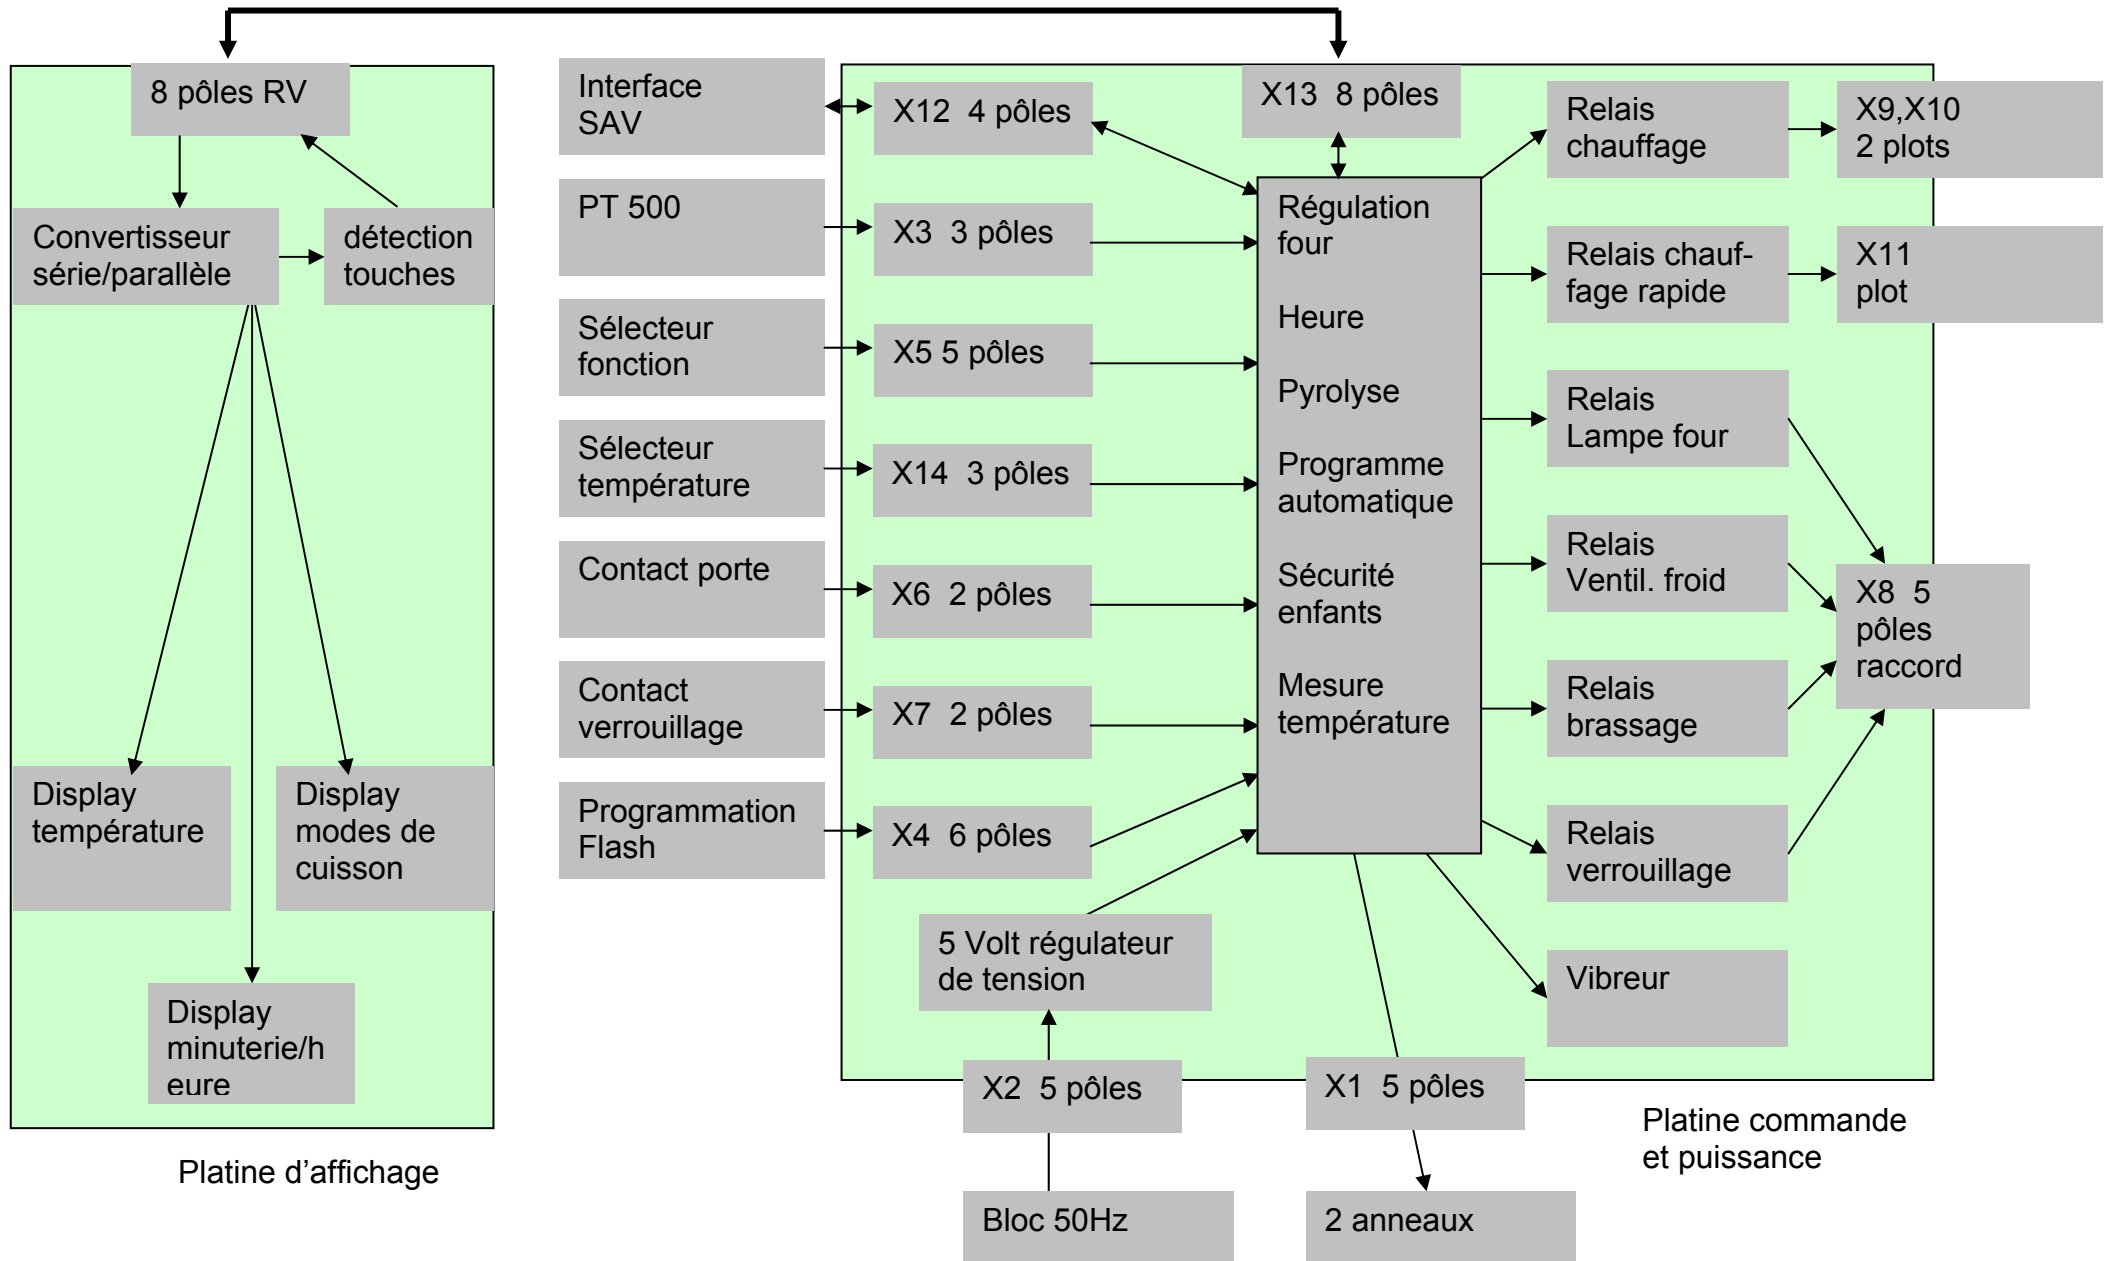 8 pôles RV
Convertisseur
série/parallèle
détection
touches
Display
température
Display
modes de
cuisson
Display
minuterie/h
eure
Platine d’affichage
Interface
SAV
PT 500
Sélecteur
fonction
Sélecteur
température
Contact porte
Contact
verrouillage
Programmation
Flash
X12 4 pôles
X3 3 pôles
X5 5 pôles
X14 3 pôles
X6 2 pôles
X7 2 pôles
X4 6 pôles
5 Volt régulateur
de tension
X2 5 pôles
Bloc 50Hz
X13 8 pôles
Régulation
four
Heure
Pyrolyse
Programme
automatique
Sécurité
enfants
Mesure
température
X1 5 pôles
2 anneaux
Relais
chauffage
Relais chauf-
fage rapide
Relais
Lampe four
Relais
Ventil. froid
Relais
brassage
Relais
verrouillage
Vibreur
X9,X10
2 plots
X11
plot
X8 5
pôles
raccord
Platine commande
et puissance